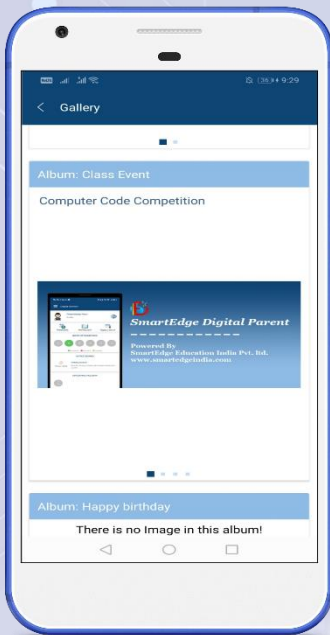 9:29
Gallery
Album: Class Event
Computer Code Competition
SmartEdge Digital Parent
Powered By
SmartEdge Education India Pvt. ltd.
www.smartedgeindia.com
Album: Happy birthday
There is no Image in this album!